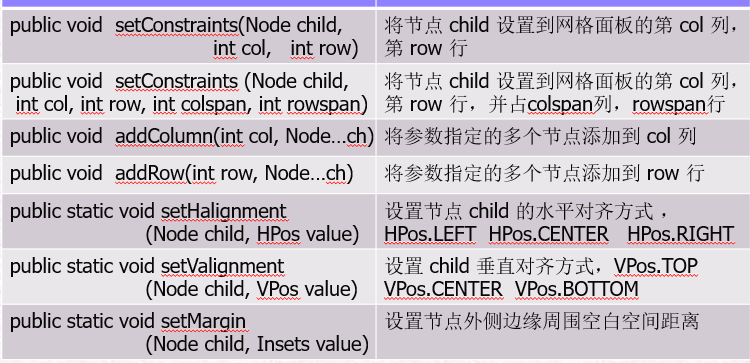 public void setConstraints(Node child,
int col, int row)
将节点 child 设置到网格面板的第 col 列，
第 row 行
public void setConstraints (Node child,
int col, int row, int colspan, int rowspan)
将节点 child 设置到网格面板的第 col 列，
第 row 行，并占colspan列，rowspan行
public void addColumn(int col, Node…ch)
将参数指定的多个节点添加到 col 列
public void addRow(int row, Node…ch)
将参数指定的多个节点添加到 row 行
public static void setHalignment
(Node child, HPos value)
设置节点 child 的水平对齐方式，
HPos.LEFT HPos.CENTER HPos.RIGHT
public static void setValignment
(Node child, VPos value)
设置 child 垂直对齐方式，VPos.TOP
VPos.CENTER VPos.BOTTOM
public static void setMargin
(Node child, Insets value)
设置节点外侧边缘周围空白空间距离